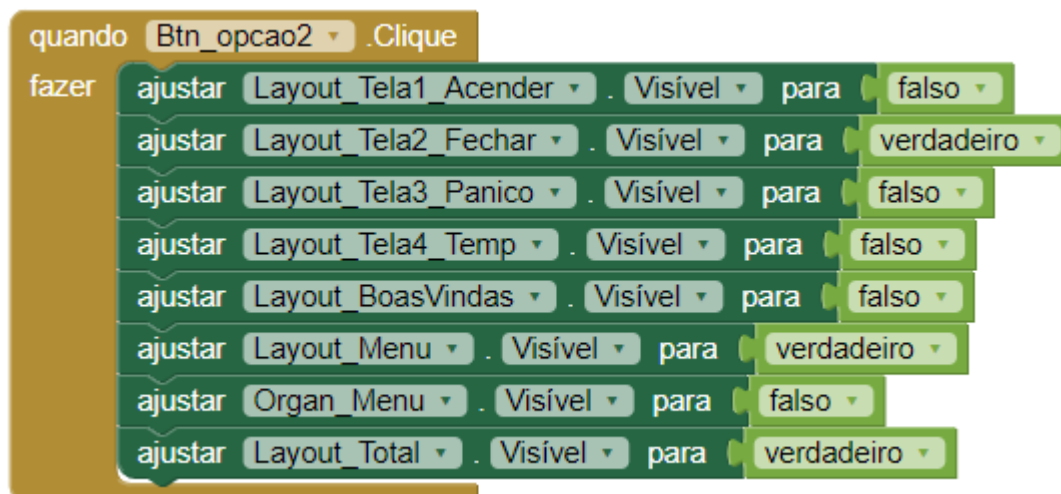 quando Btn_opcao2 .Clique
fazer ajustar Layout_Tela1_Acender . Visível para falso
ajustar Layout_Tela2_Fechar . Visível para verdadeiro
ajustar Layout_Tela3_Panico . Visível para falso
ajustar Layout_Tela4_Temp . Visível para falso
ajustar Layout_BoasVindas . Visível para falso
ajustar Layout_Menu . Visível para verdadeiro
ajustar Organ_Menu . Visível para falso
ajustar Layout_Total . Visível para verdadeiro